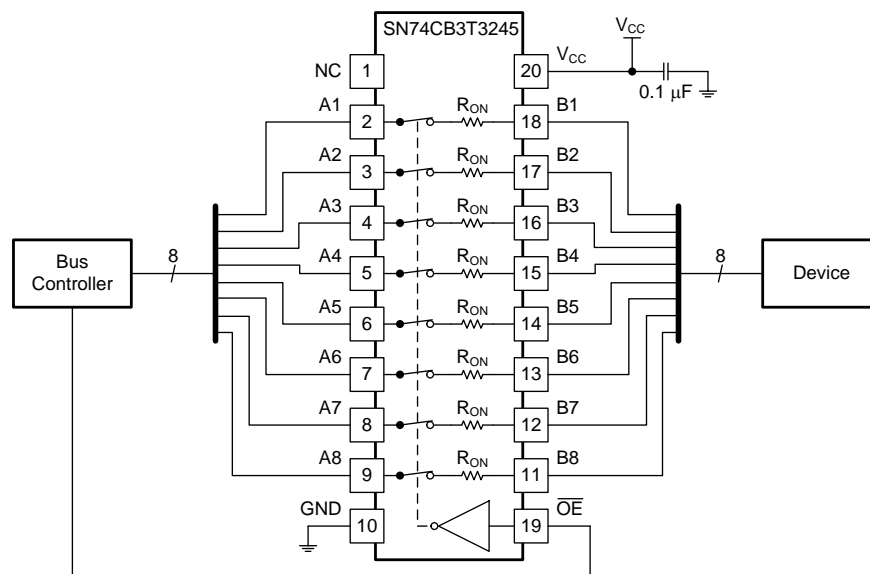 SN74CB3T3245
NC 1 20 VCC VCC
0.1 μF
A1 2 RON 18 B1
A2 3 RON 17 B2
A3 4 RON 16 B3
A4 5 RON 15 B4
A5 6 RON 14 B5
A6 7 RON 13 B6
A7 8 RON 12 B7
A8 9 RON 11 B8
GND 10 19 O̅E̅
Bus
Controller
8
8
Device